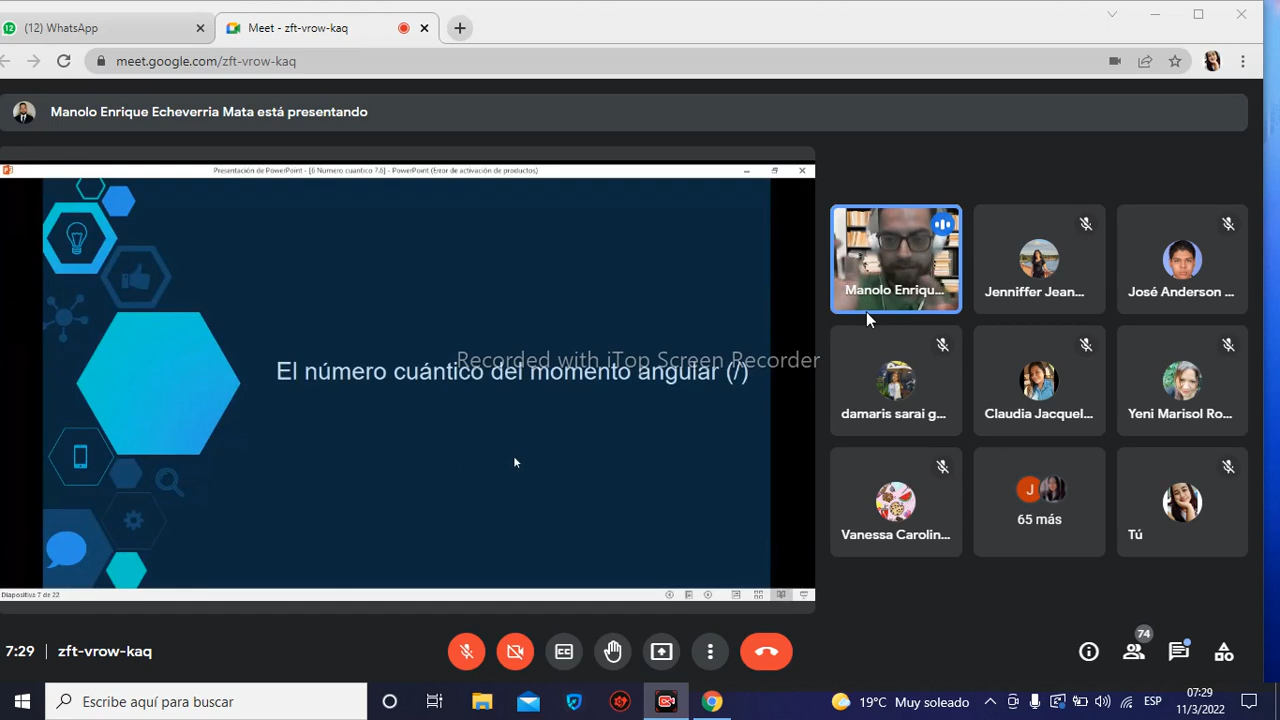 (12) WhatsApp
Meet - zft-vrow-kaq
meet.google.com/zft-vrow-kaq
Manolo Enrique Echeverria Mata está presentando
Presentación de PowerPoint - [6 Numero cuantico 7.6] - PowerPoint (Error de activación de productos)
El número cuántico del momento angular (/)
Recorded with iTop Screen Recorder
Diapositiva 7 de 22
Manolo Enriqu...
Jenniffer Jean...
José Anderson ...
damaris sarai g...
Claudia Jacquel...
Yeni Marisol Ro...
Vanessa Carolin...
J
65 más
Tú
7:29
zft-vrow-kaq
74
Escribe aquí para buscar
19°C Muy soleado
ESP
07:29
11/3/2022